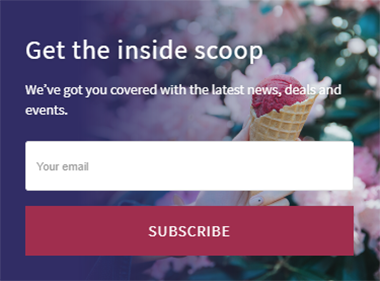 Get the inside scoop
We've got you covered with the latest news, deals and
events.
Your email
SUBSCRIBE